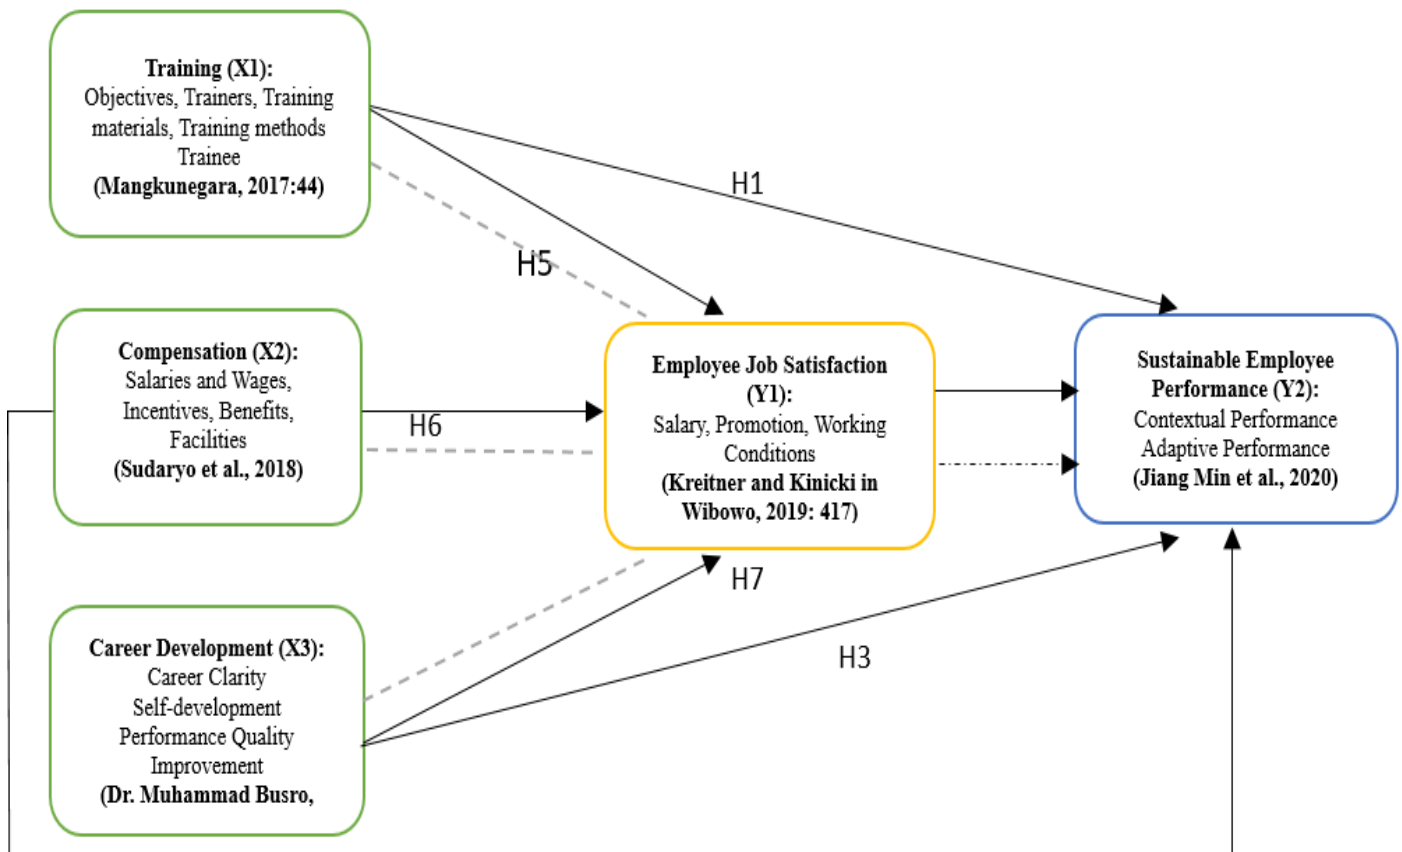 Training (X1):
Objectives, Trainers, Training
materials, Training methods
Trainee
(Mangkunegara, 2017:44)
H1
H5
Compensation (X2):
Salaries and Wages,
Incentives, Benefits,
Facilities
(Sudaryo et al., 2018)
H6
Employee Job Satisfaction
(Y1):
Salary, Promotion, Working
Conditions
(Kreitner and Kinicki in
Wibowo, 2019: 417)
Sustainable Employee
Performance (Y2):
Contextual Performance
Adaptive Performance
(Jiang Min et al., 2020)
H7
H3
Career Development (X3):
Career Clarity
Self-development
Performance Quality
Improvement
(Dr. Muhammad Busro,